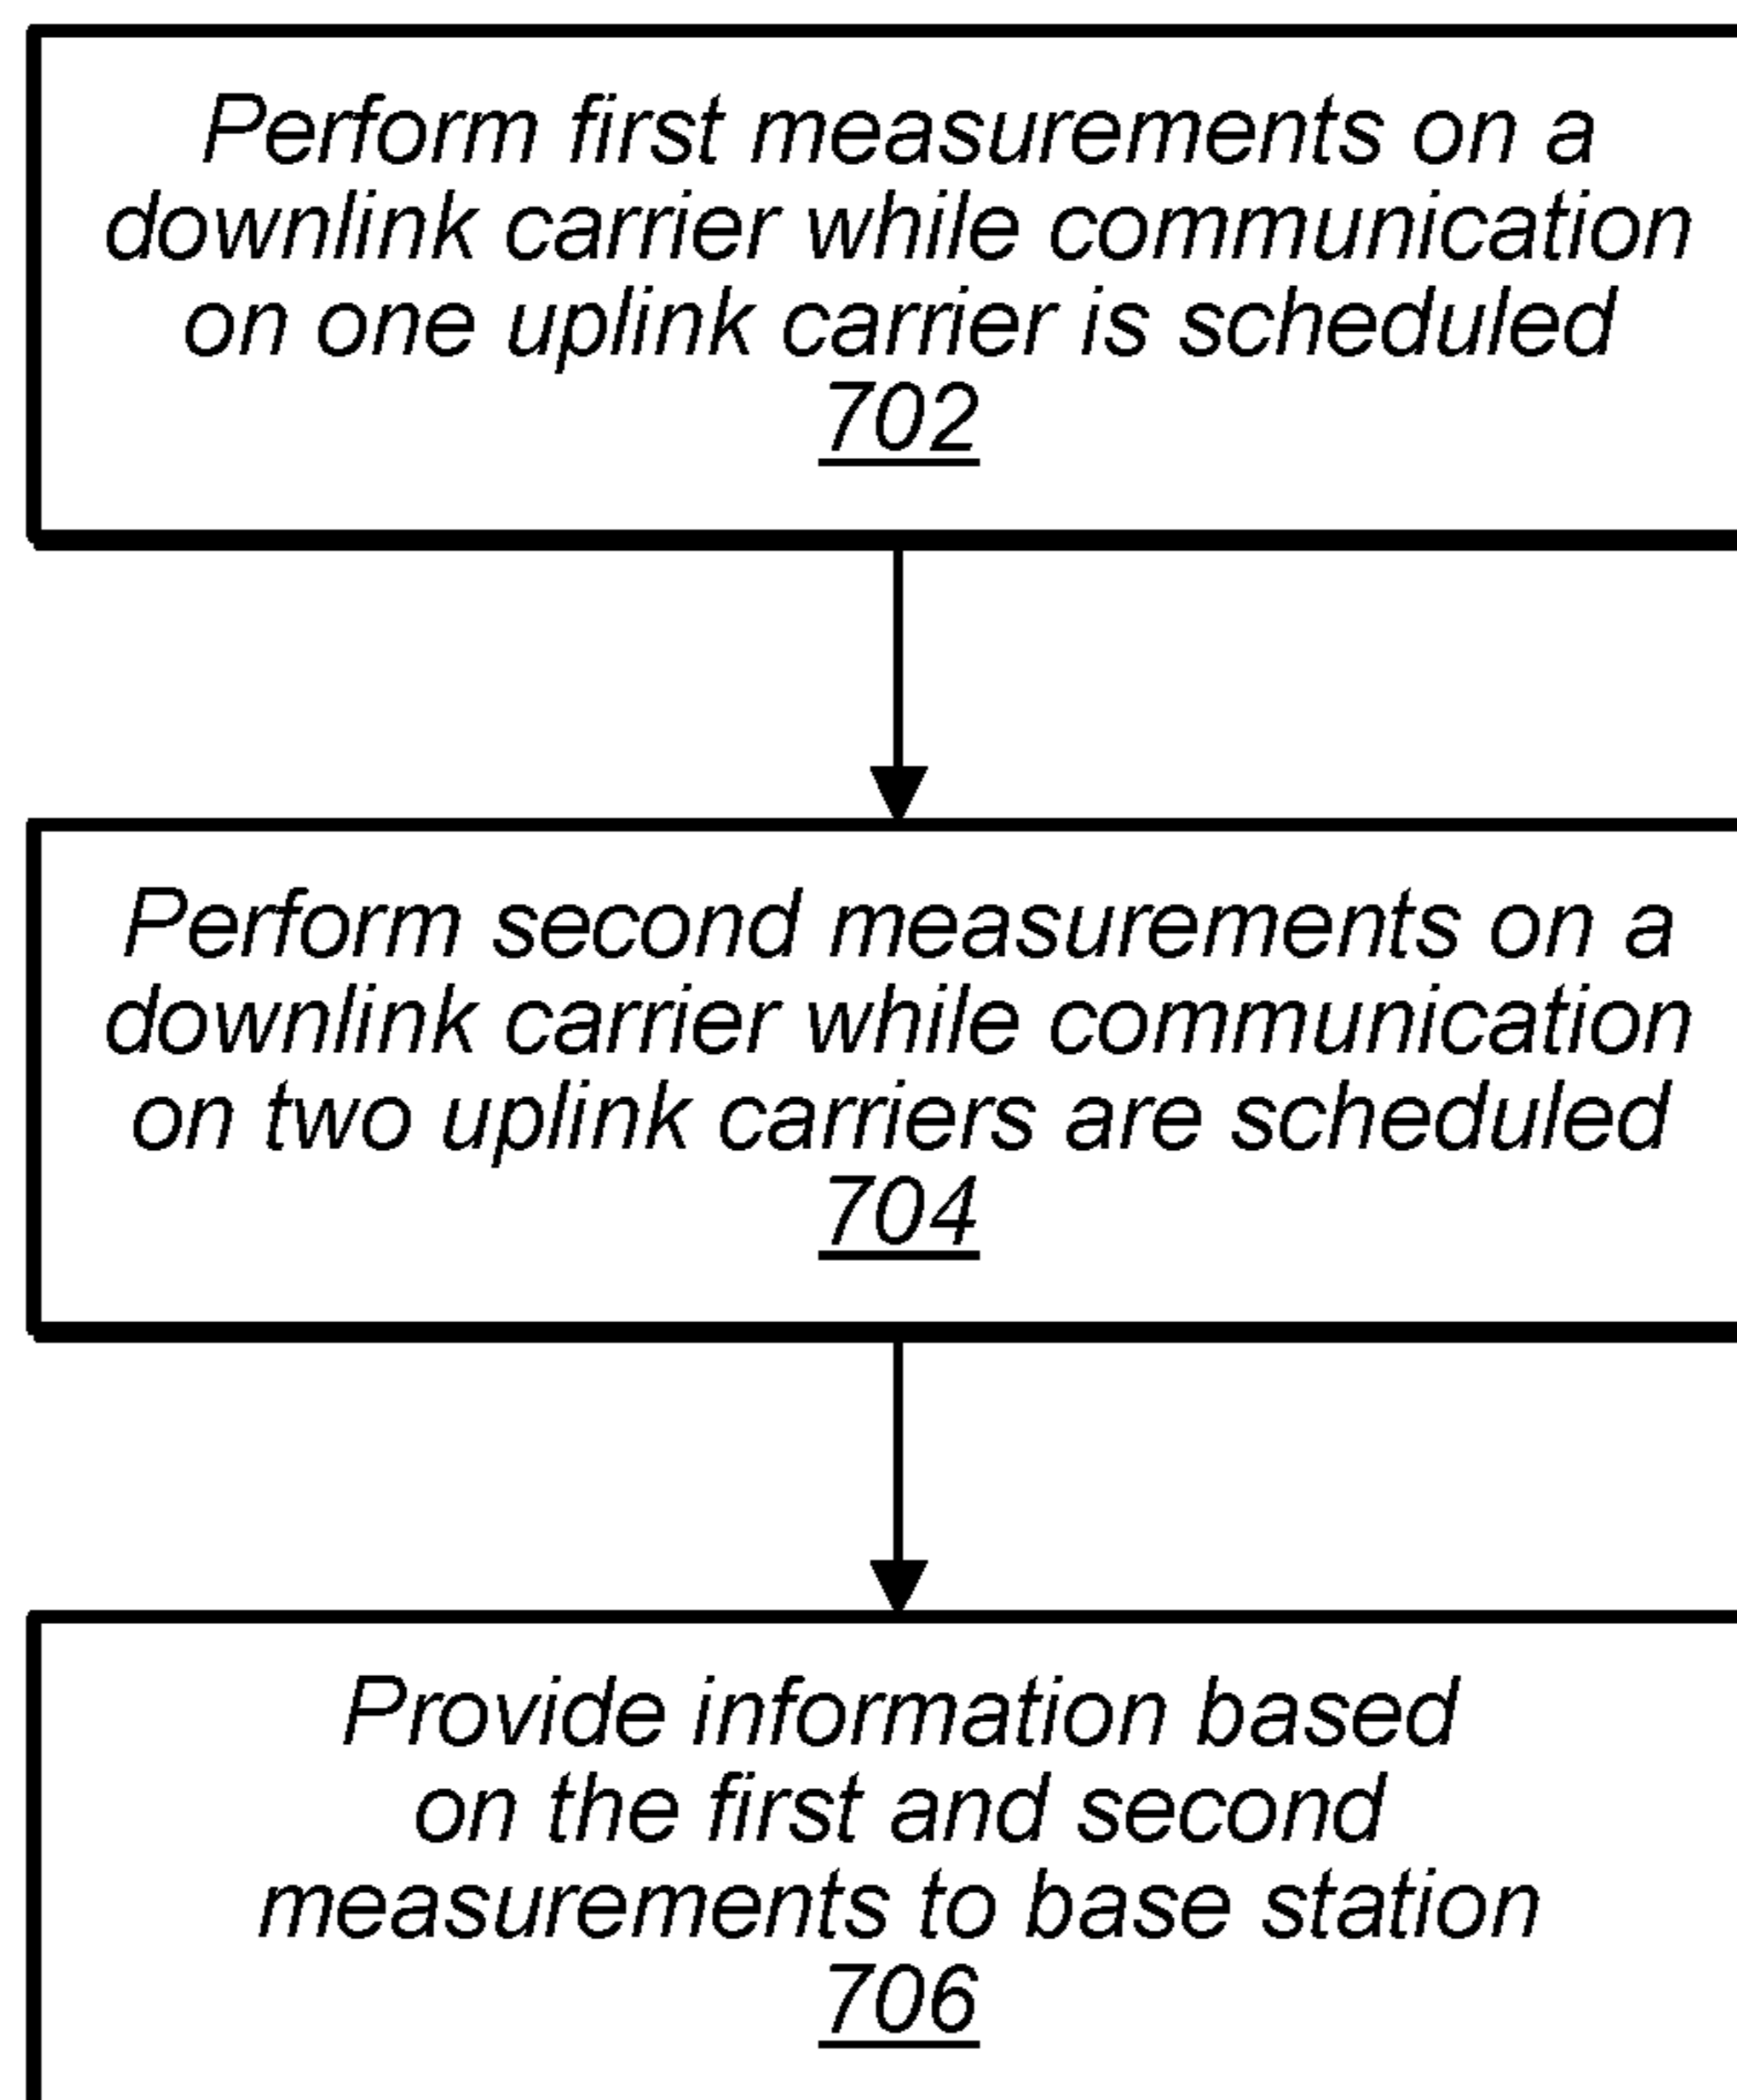 Perform first measurements on a
downlink carrier while communication
on one uplink carrier is scheduled
702
Perform second measurements on a
downlink carrier while communication
on two uplink carriers are scheduled
704
Provide information based
on the first and second
measurements to base station
706